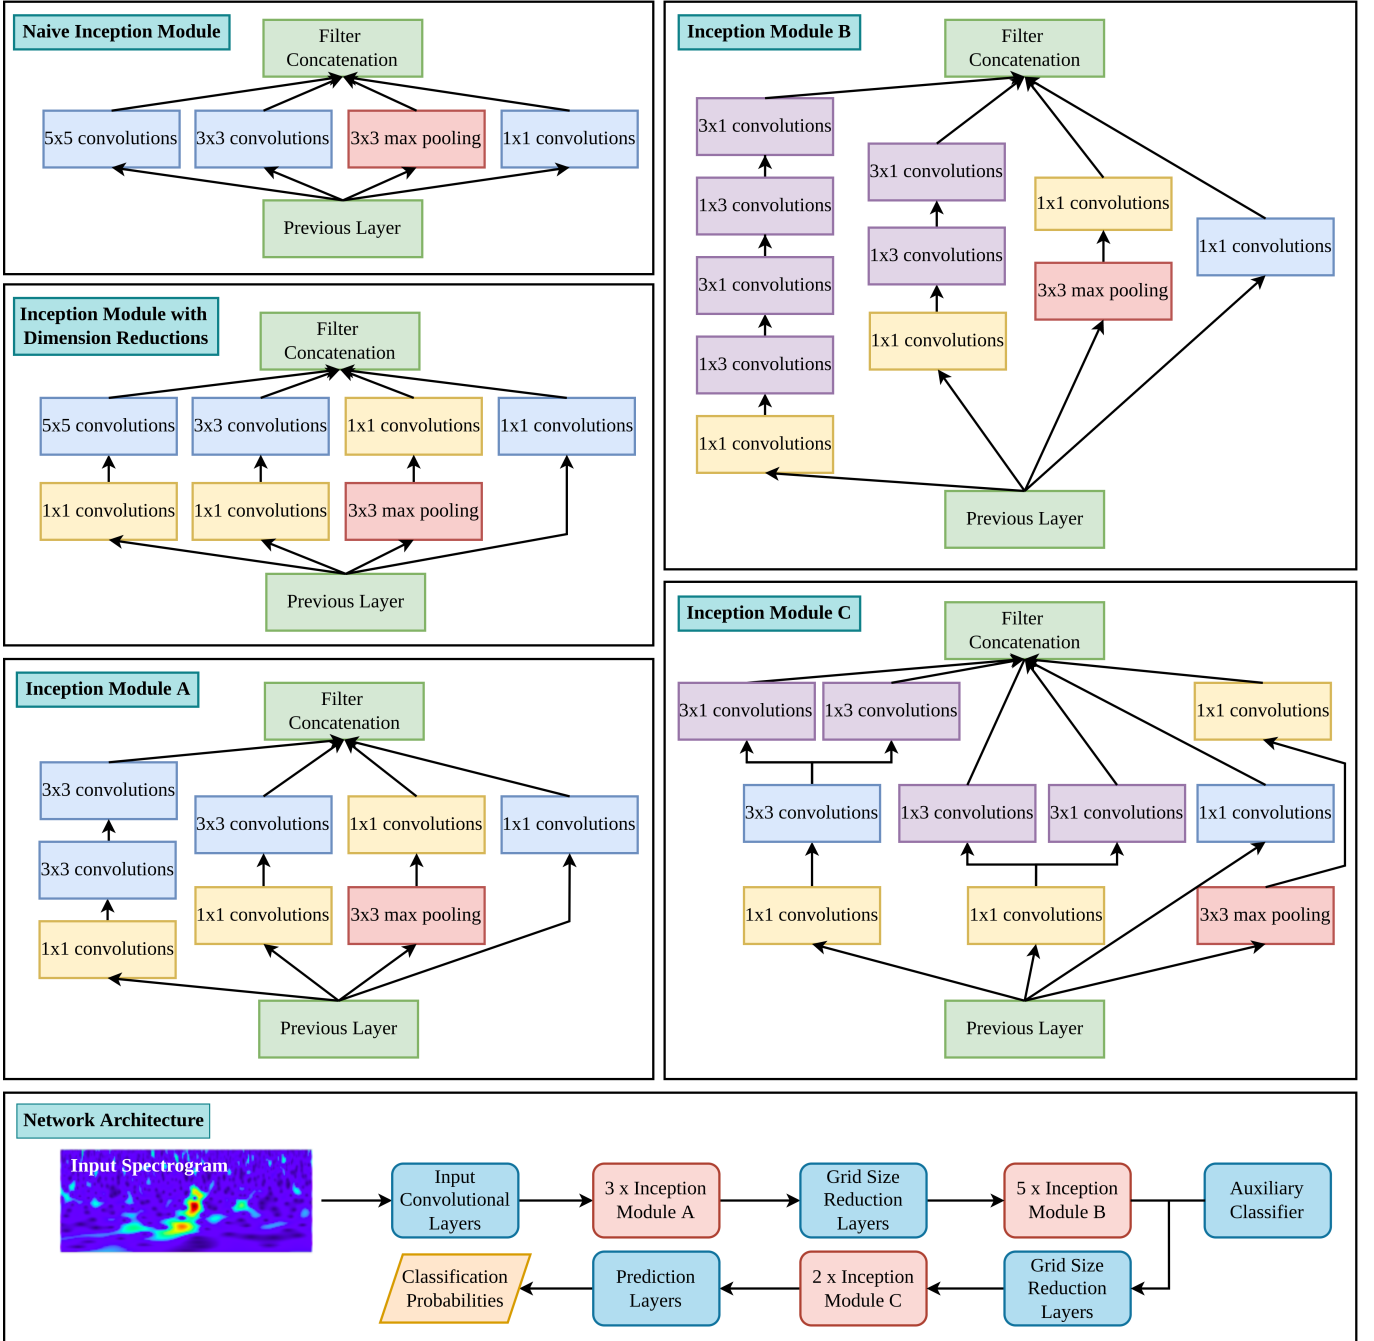 Naive Inception Module
Filter
Concatenation
5x5 convolutions
3x3 convolutions
3x3 max pooling
1x1 convolutions
Previous Layer
Inception Module with
Dimension Reductions
Filter
Concatenation
5x5 convolutions
3x3 convolutions
1x1 convolutions
1x1 convolutions
1x1 convolutions
1x1 convolutions
3x3 max pooling
Previous Layer
Inception Module A
Filter
Concatenation
3x3 convolutions
3x3 convolutions
1x1 convolutions
1x1 convolutions
3x3 convolutions
1x1 convolutions
3x3 max pooling
1x1 convolutions
Previous Layer
Inception Module B
Filter
Concatenation
3x1 convolutions
3x1 convolutions
1x1 convolutions
1x3 convolutions
1x1 convolutions
1x3 convolutions
3x1 convolutions
3x3 max pooling
1x1 convolutions
1x3 convolutions
1x1 convolutions
Previous Layer
Inception Module C
Filter
Concatenation
3x1 convolutions
1x3 convolutions
1x1 convolutions
3x3 convolutions
1x3 convolutions
3x1 convolutions
1x1 convolutions
1x1 convolutions
1x1 convolutions
3x3 max pooling
Previous Layer
Network Architecture
Input Spectrogram
Input
Convolutional
Layers
3 x Inception
Module A
Grid Size
Reduction
Layers
5 x Inception
Module B
Auxiliary
Classifier
Classification
Probabilities
Prediction
Layers
2 x Inception
Module C
Grid Size
Reduction
Layers